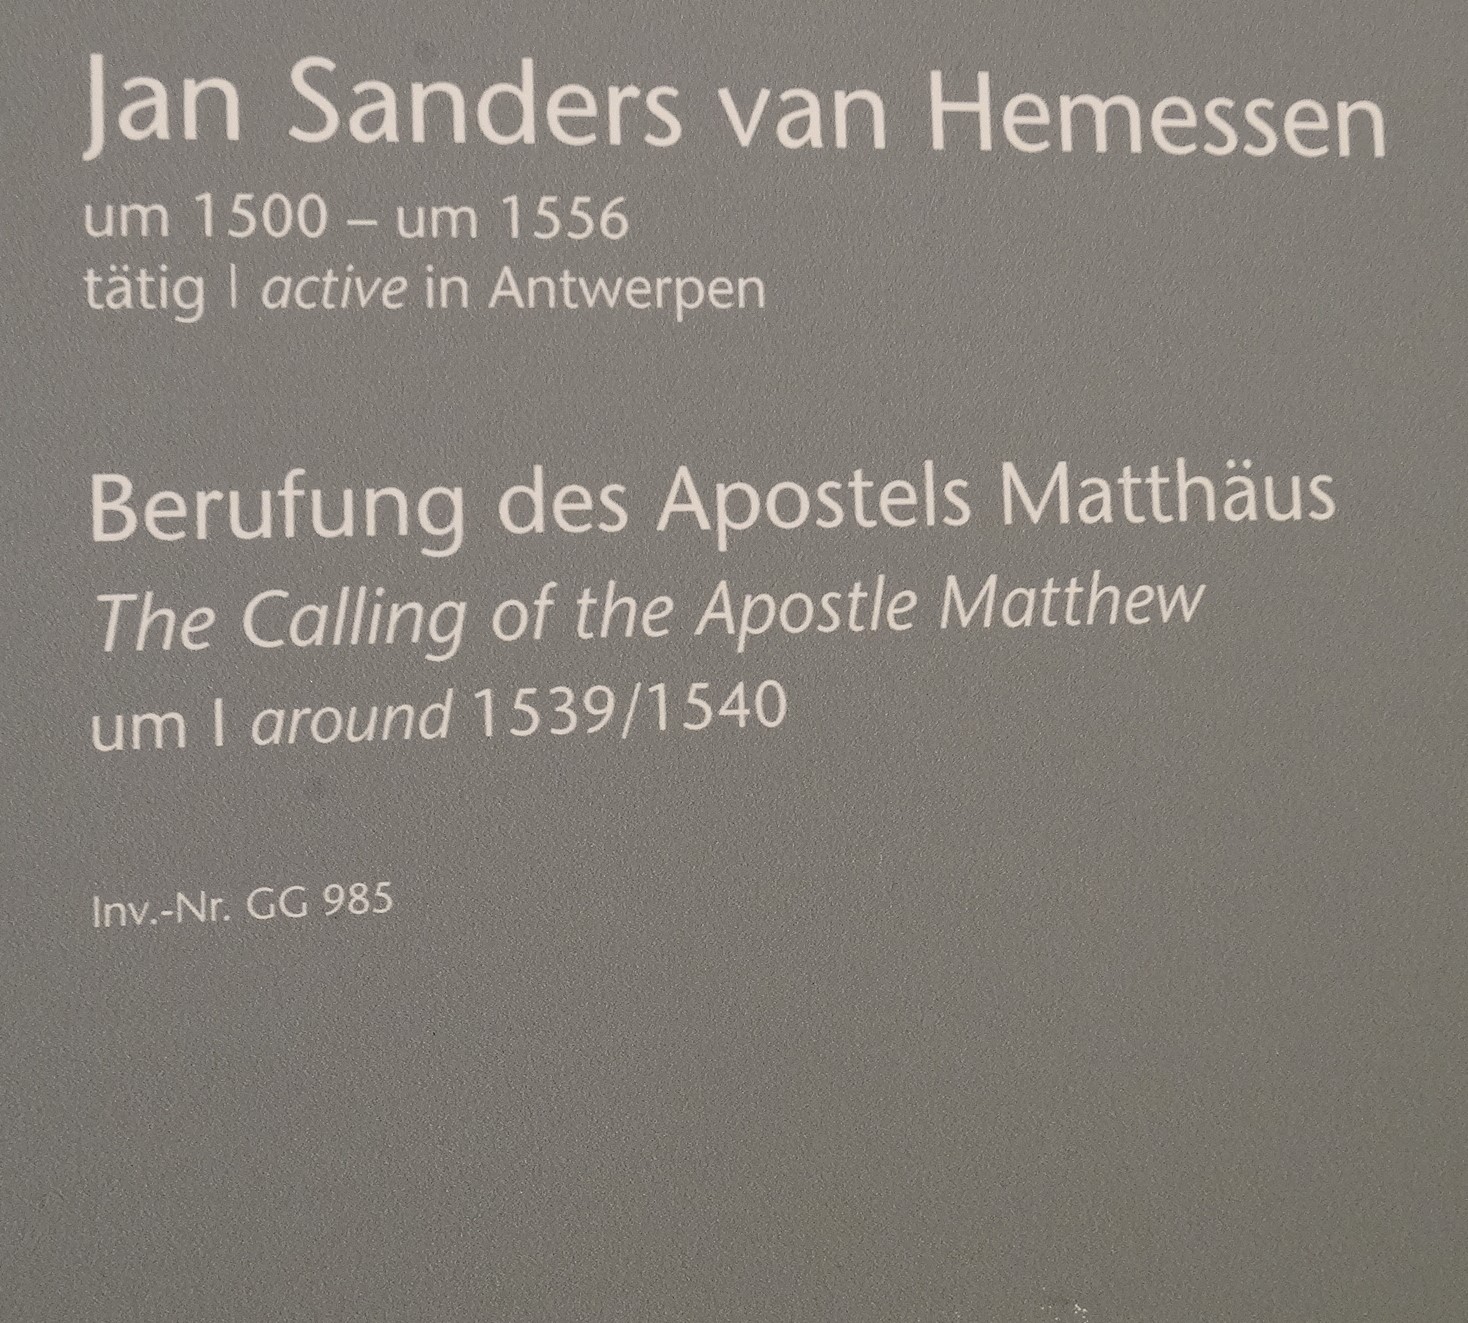 Jan Sanders van Hemessen
um 1500 – um 1556
tätig | active in Antwerpen
Berufung des Apostels Matthäus
The Calling of the Apostle Matthew
um | around 1539/1540
Inv.-Nr. GG 985